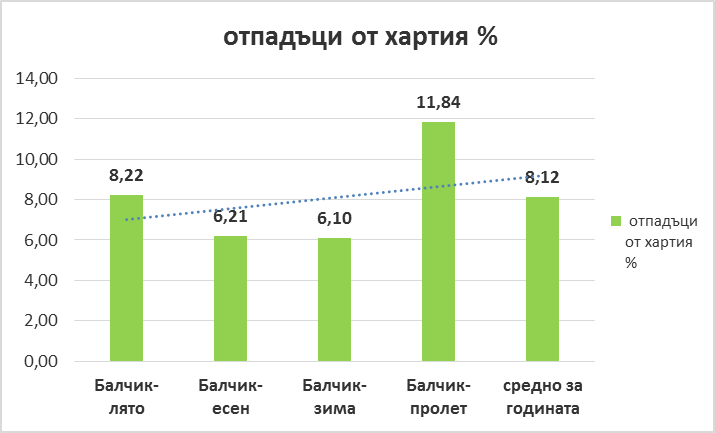 отпадъци от хартия %
14,00
12,00
10,00
8,00
6,00
4,00
2,00
0,00
8,22
6,21
6,10
11,84
8,12
Балчик-
лято
Балчик-
есен
Балчик-
зима
Балчик-
пролет
средно за
годината
отпадъци
от хартия
%